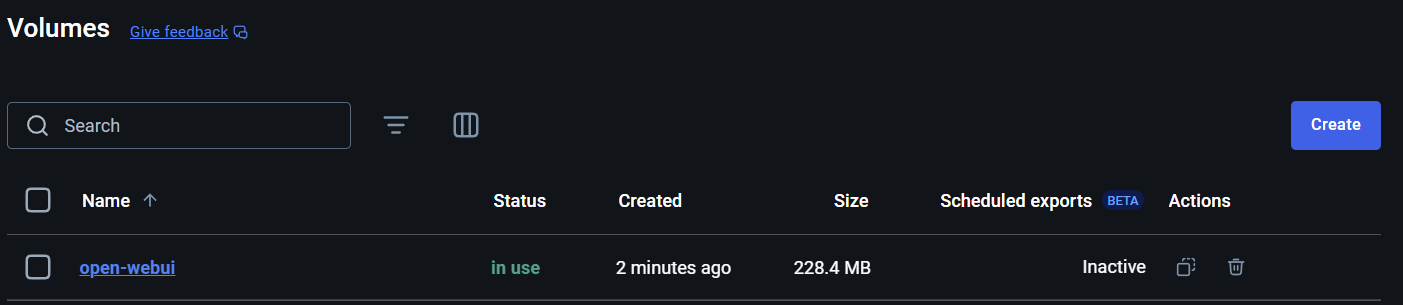 Volumes Give feedback
Search
Create
Name Status Created Size Scheduled exports BETA Actions
open-webui in use 2 minutes ago 228.4 MB Inactive